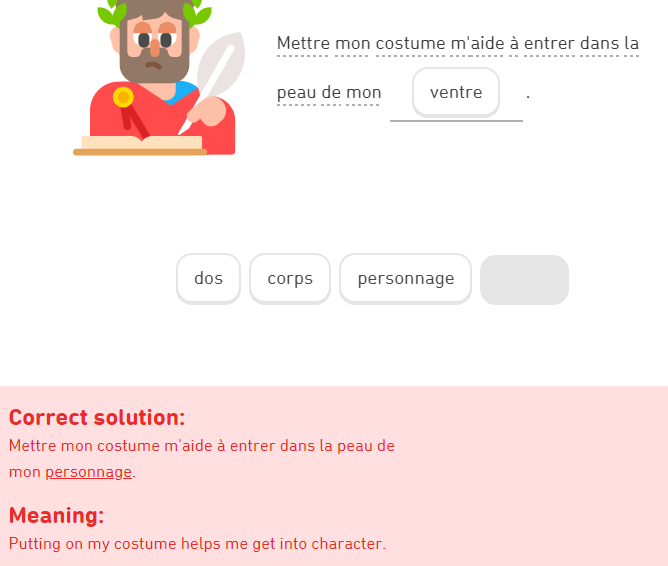 Mettre mon costume m'aide à entrer dans la
peau de mon ventre .
dos corps personnage
Correct solution:
Mettre mon costume m'aide à entrer dans la peau de
mon personnage.
Meaning:
Putting on my costume helps me get into character.